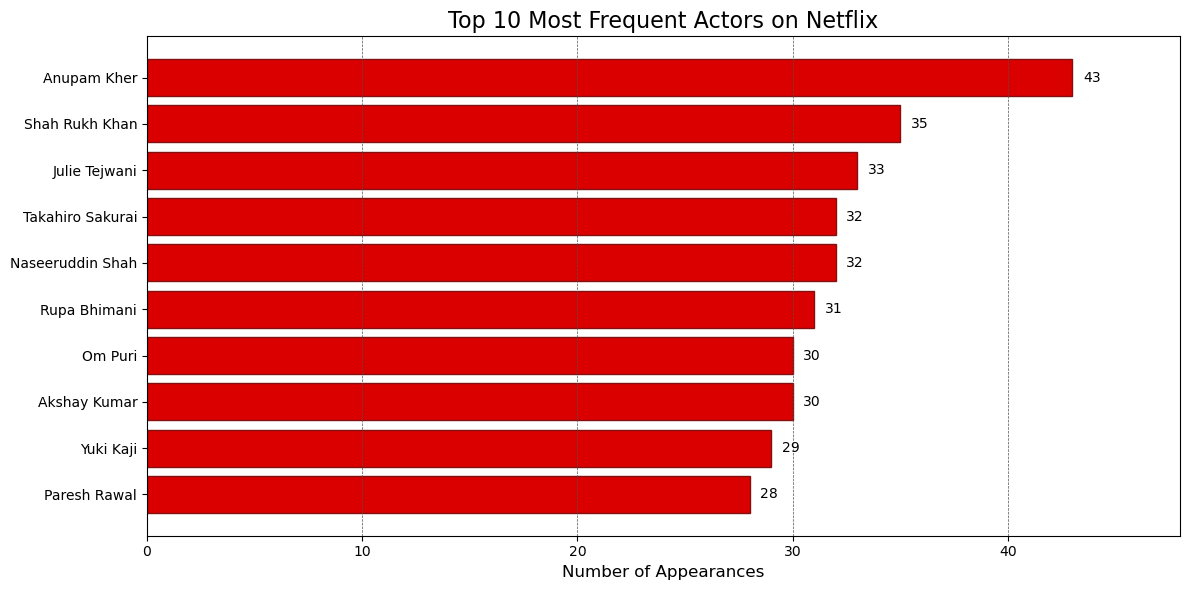 Top 10 Most Frequent Actors on Netflix
Anupam Kher 43
Shah Rukh Khan 35
Julie Tejwani 33
Takahiro Sakurai 32
Naseeruddin Shah 32
Rupa Bhimani 31
Om Puri 30
Akshay Kumar 30
Yuki Kaji 29
Paresh Rawal 28
0 10 20 30 40
Number of Appearances